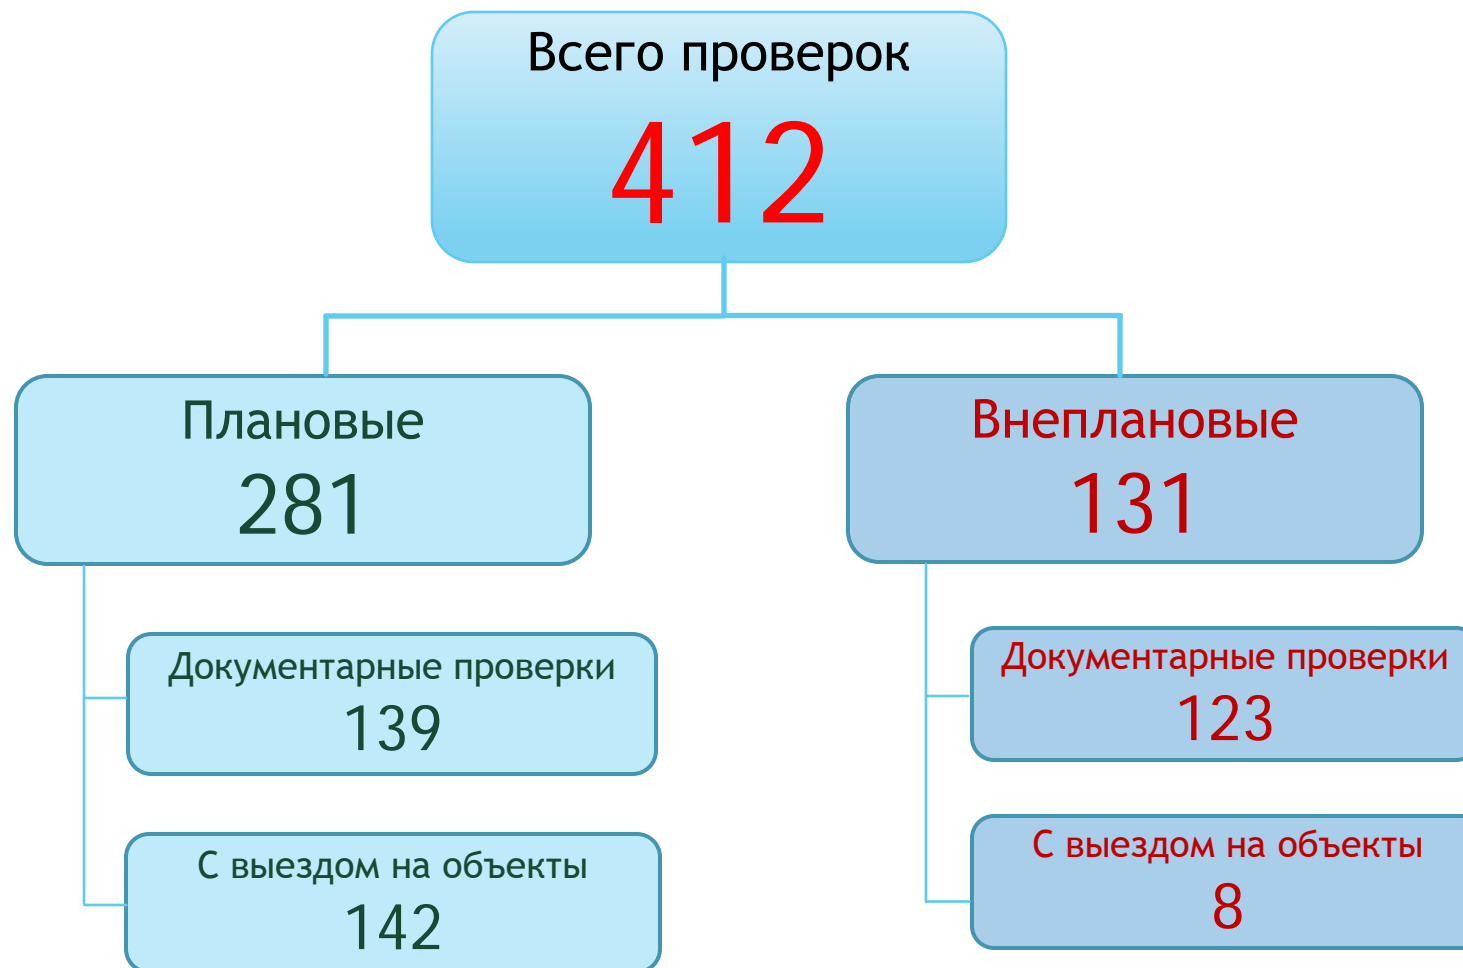 Всего проверок
412
Плановые
281
Документарные проверки
139
С выездом на объекты
142
Внеплановые
131
Документарные проверки
123
С выездом на объекты
8